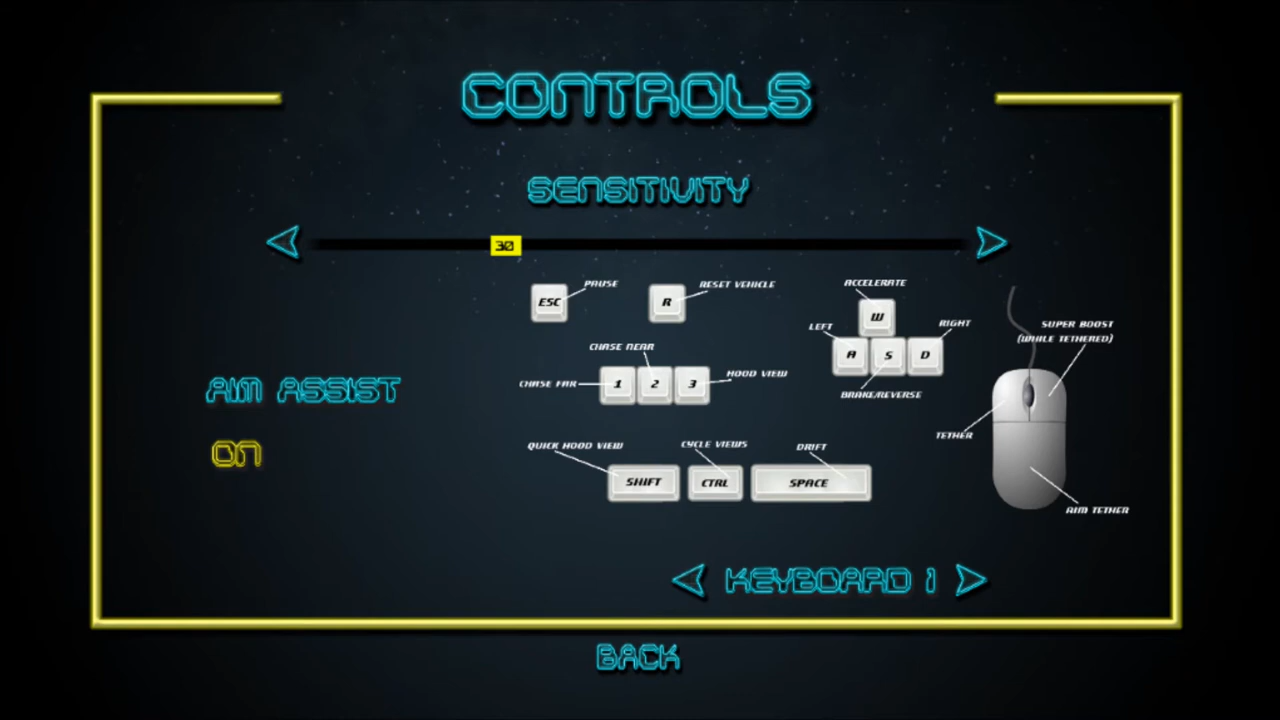 CONTROLS
SENSITIVITY
30
PAUSE
ESC
RESET VEHICLE
R
ACCELERATE
W
LEFT
RIGHT
A S D
BRAKE/REVERSE
SUPER BOOST
(WHILE TETHERED)
CHASE NEAR
CHASE FAR
1 2 3
HOOD VIEW
TETHER
AIM TETHER
AIM ASSIST
ON
QUICK HOOD VIEW
CYCLE VIEWS
DRIFT
SHIFT
CTRL
SPACE
KEYBOARD 1
BACK